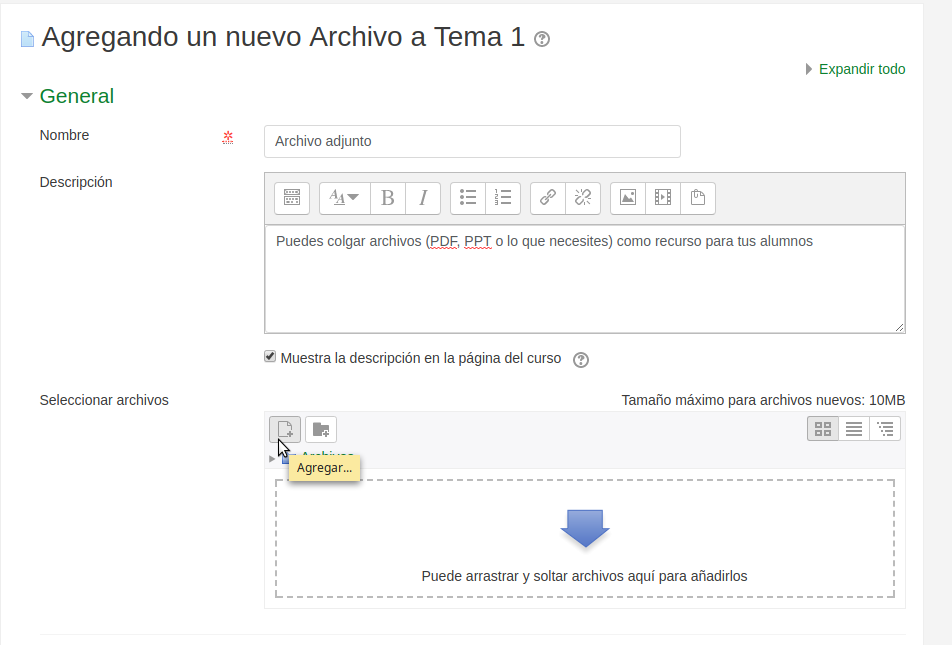 Agregando un nuevo Archivo a Tema 1
Expandir todo
General
Nombre
Archivo adjunto
Descripción
Puedes colgar archivos (PDF, PPT o lo que necesites) como recurso para tus alumnos
Muestra la descripción en la página del curso
Seleccionar archivos
Tamaño máximo para archivos nuevos: 10MB
Archivos
Agregar...
Puede arrastrar y soltar archivos aquí para añadirlos